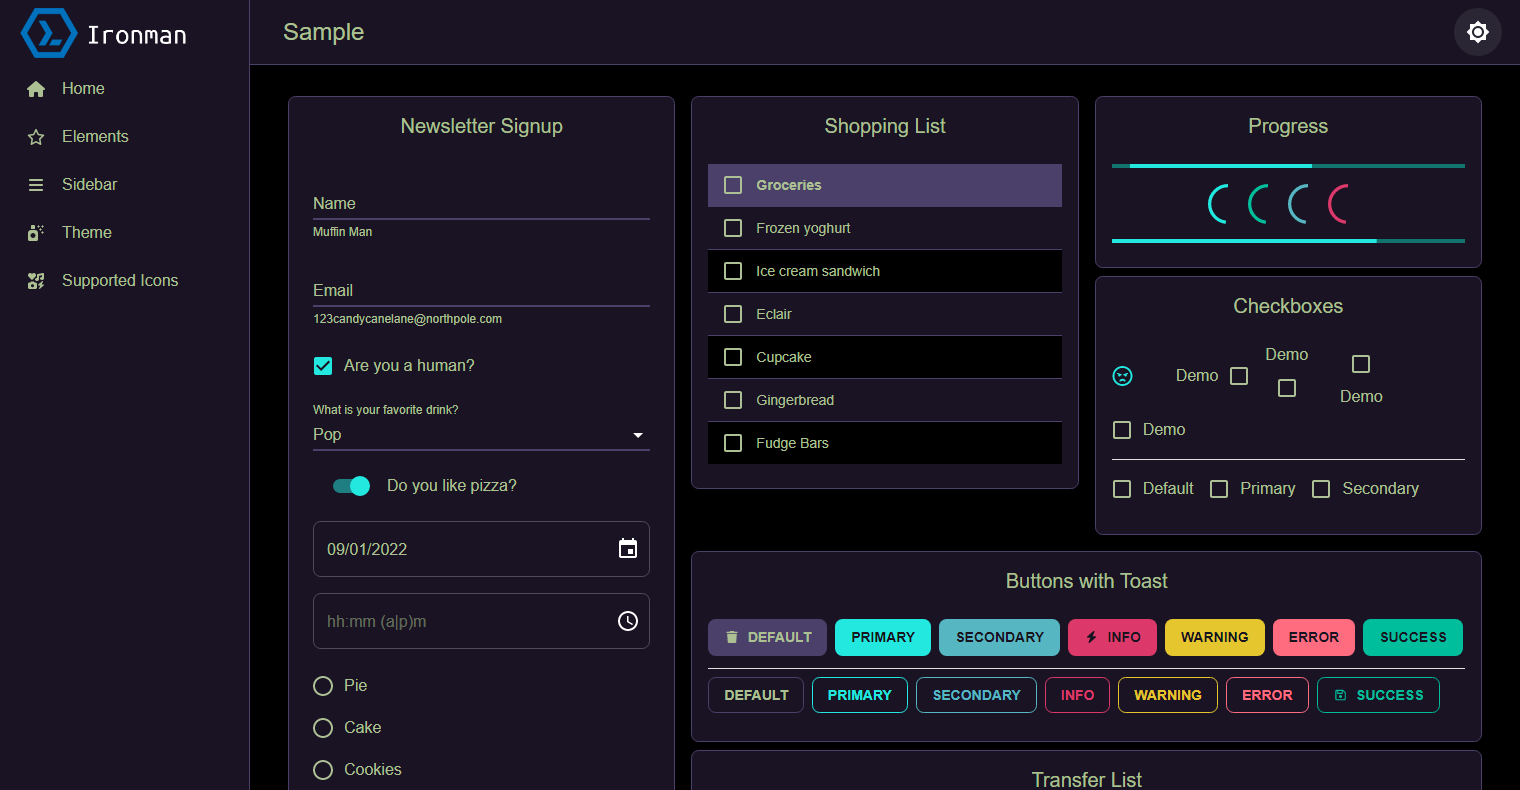 Ironman
Sample
Home
Elements
Sidebar
Theme
Supported Icons
Newsletter Signup
Name
Muffin Man
Email
123candycanelane@northpole.com
Are you a human?
What is your favorite drink?
Pop
Do you like pizza?
09/01/2022
hh:mm (a|p)m
Pie
Cake
Cookies
Shopping List
Groceries
Frozen yoghurt
Ice cream sandwich
Eclair
Cupcake
Gingerbread
Fudge Bars
Progress
Checkboxes
Demo
Demo
Demo
Demo
Default Primary Secondary
Buttons with Toast
DEFAULT PRIMARY SECONDARY INFO WARNING ERROR SUCCESS
DEFAULT PRIMARY SECONDARY INFO WARNING ERROR SUCCESS
Transfer List